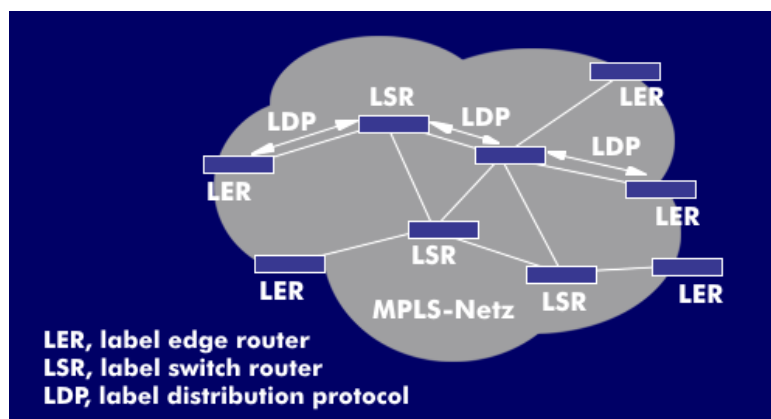 LSR
LDP
LDP
LER
LDP
LER
LER
LSR
LER
LSR
LER
MPLS-Netz
LER, label edge router
LSR, label switch router
LDP, label distribution protocol